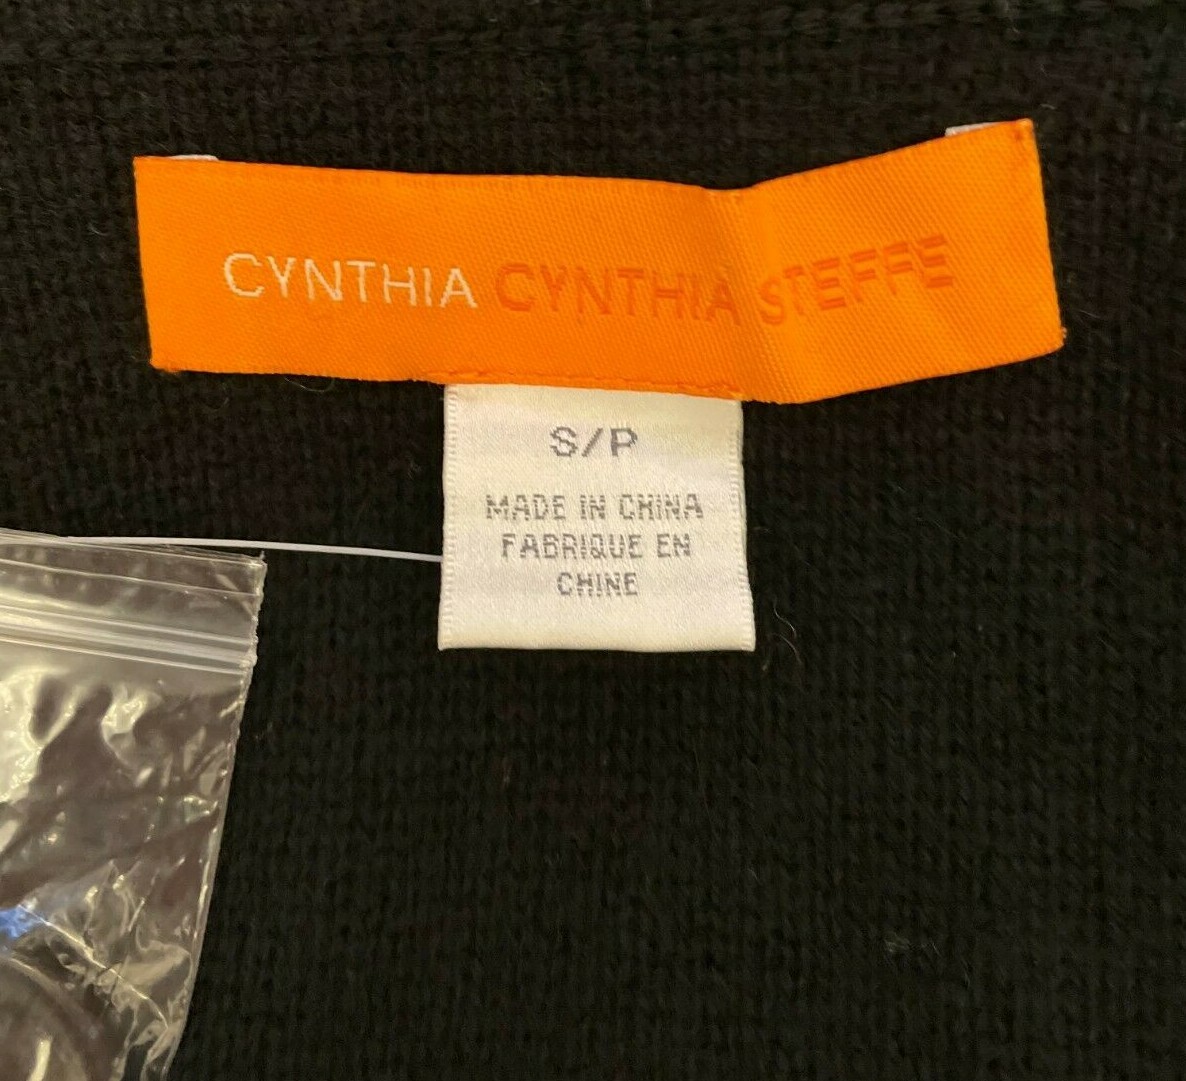 CYNTHIA CYNTHIA STEFFE
S/P
MADE IN CHINA
FABRIQUE EN
CHINE